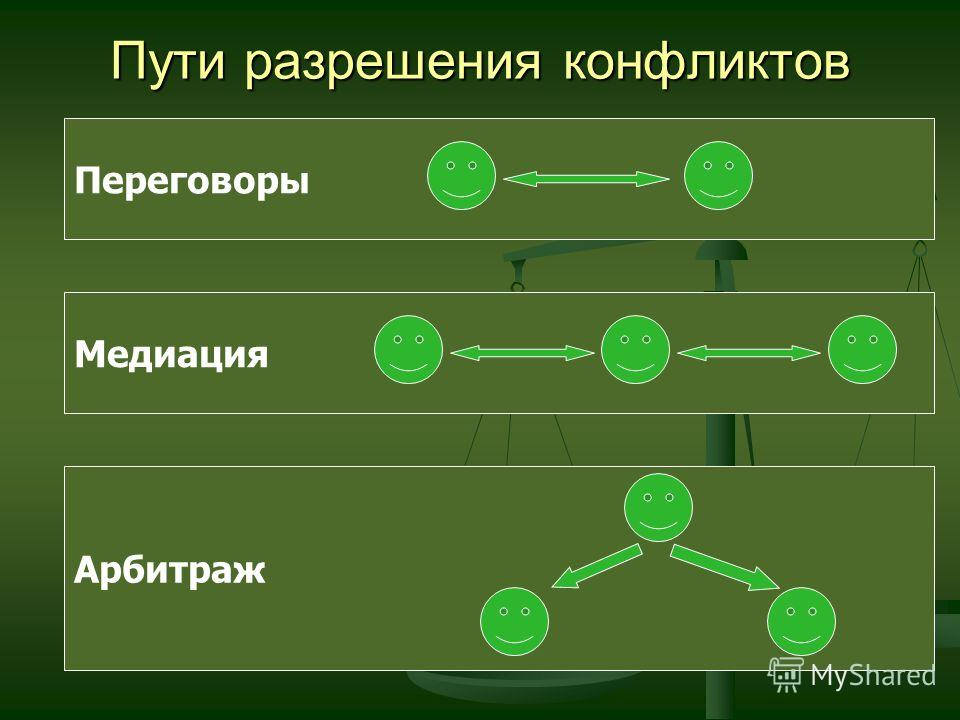 Пути разрешения конфликтов
Переговоры
Медиация
Арбитраж
MyShared